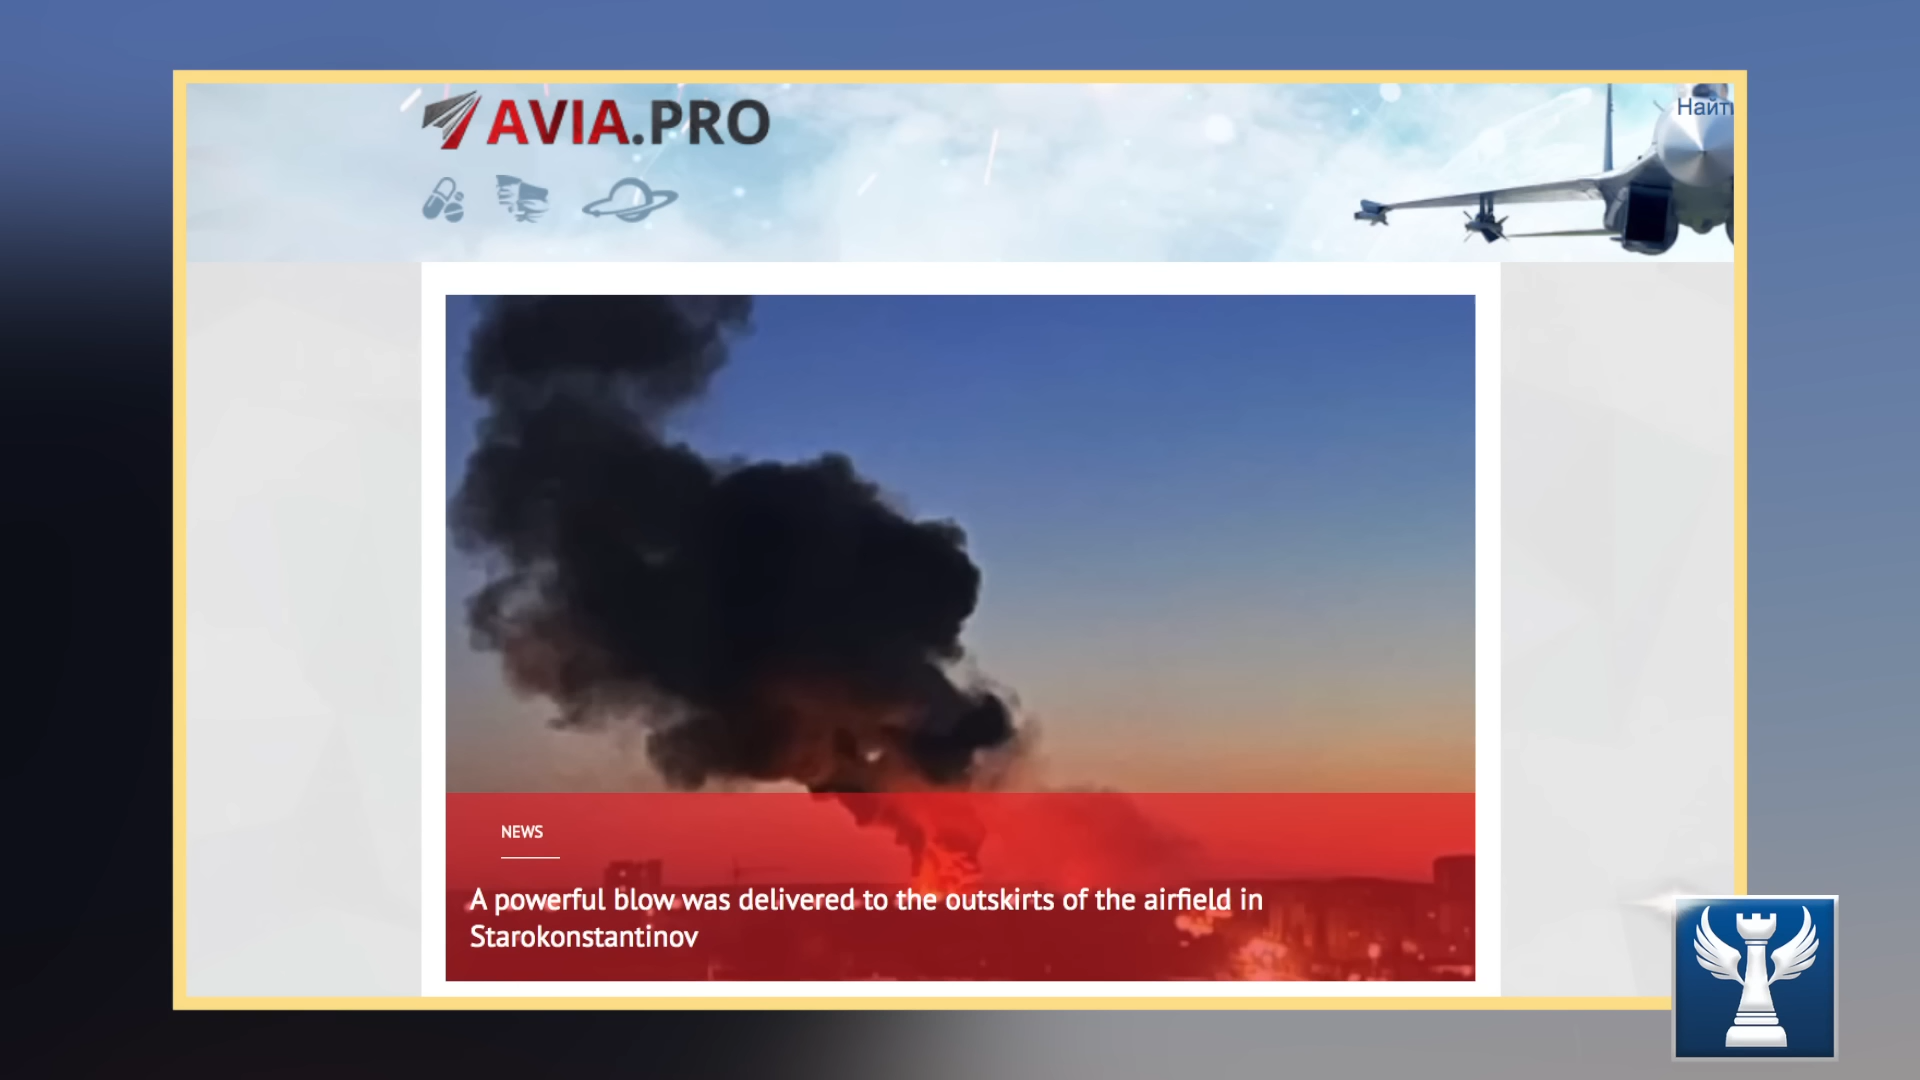 AVIA.PRO
Найти
NEWS
A powerful blow was delivered to the outskirts of the airfield in
Starokonstantinov